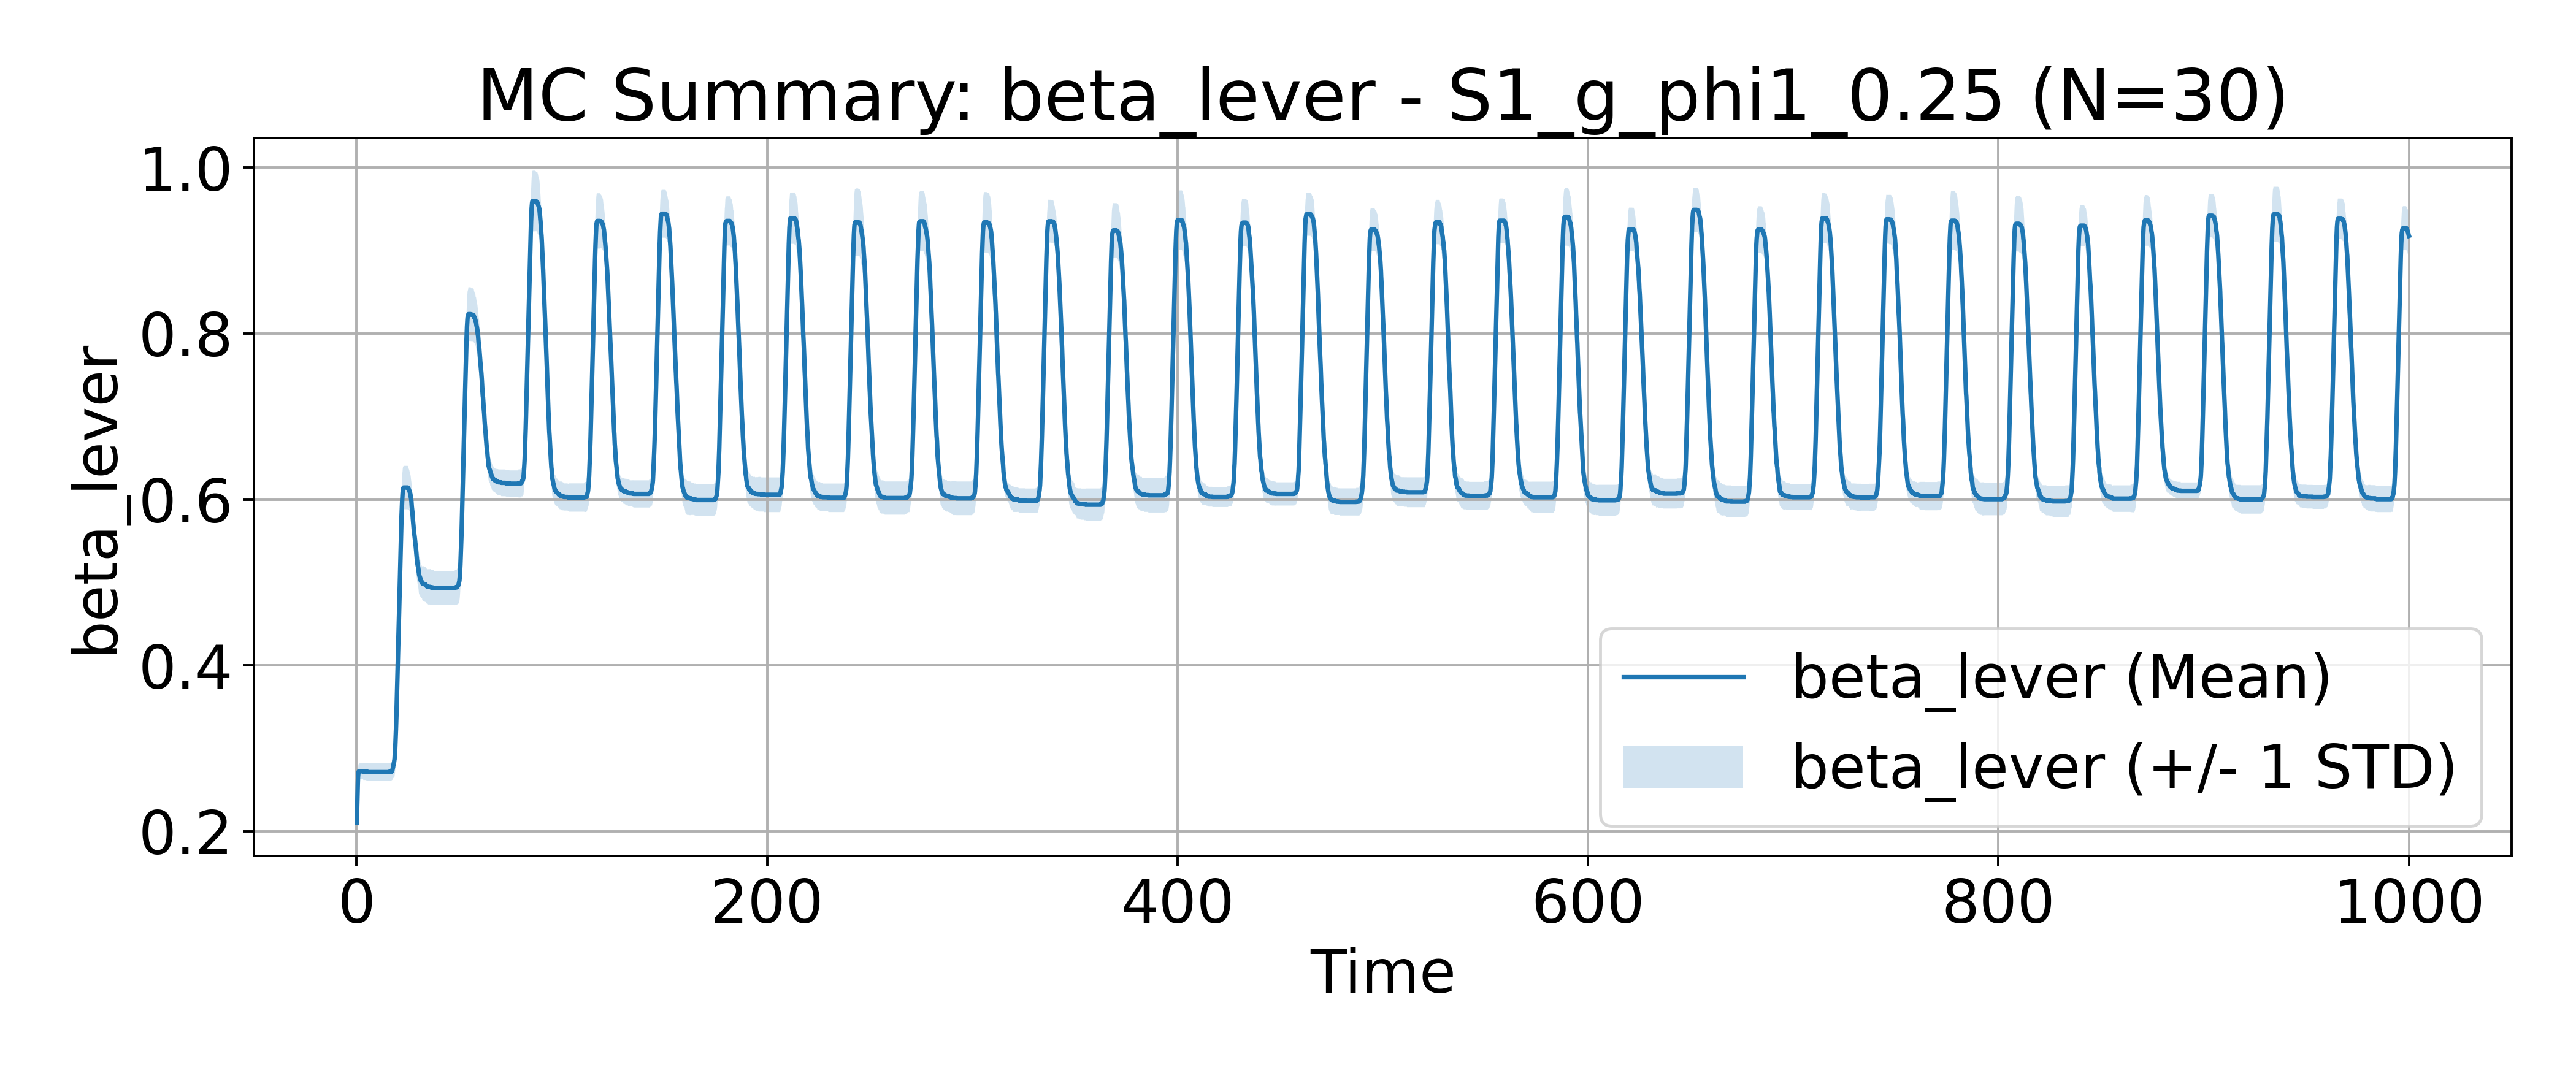 MC Summary: beta_lever - S1_g_phi1_0.25 (N=30)
1.0
0.8
0.6
0.4
0.2
beta_lever
0 200 400 600 800 1000
Time
beta_lever (Mean)
beta_lever (+/- 1 STD)